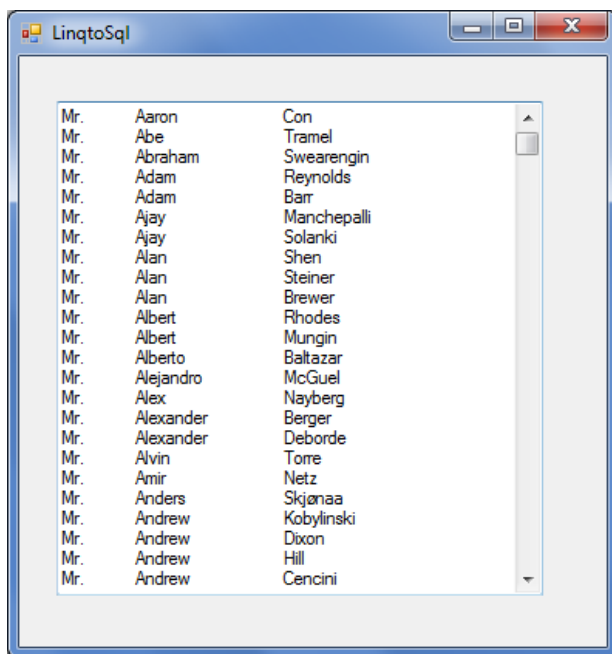 LinqtoSql
Mr. Aaron Con
Mr. Abe Tramel
Mr. Abraham Swearengin
Mr. Adam Reynolds
Mr. Adam Barr
Mr. Ajay Manchepalli
Mr. Ajay Solanki
Mr. Alan Shen
Mr. Alan Steiner
Mr. Alan Brewer
Mr. Albert Rhodes
Mr. Albert Mungin
Mr. Alberto Baltazar
Mr. Alejandro McGuel
Mr. Alex Nayberg
Mr. Alexander Berger
Mr. Alexander Deborde
Mr. Alvin Torre
Mr. Amir Netz
Mr. Anders Skjønaa
Mr. Andrew Kobylinski
Mr. Andrew Dixon
Mr. Andrew Hill
Mr. Andrew Cencini